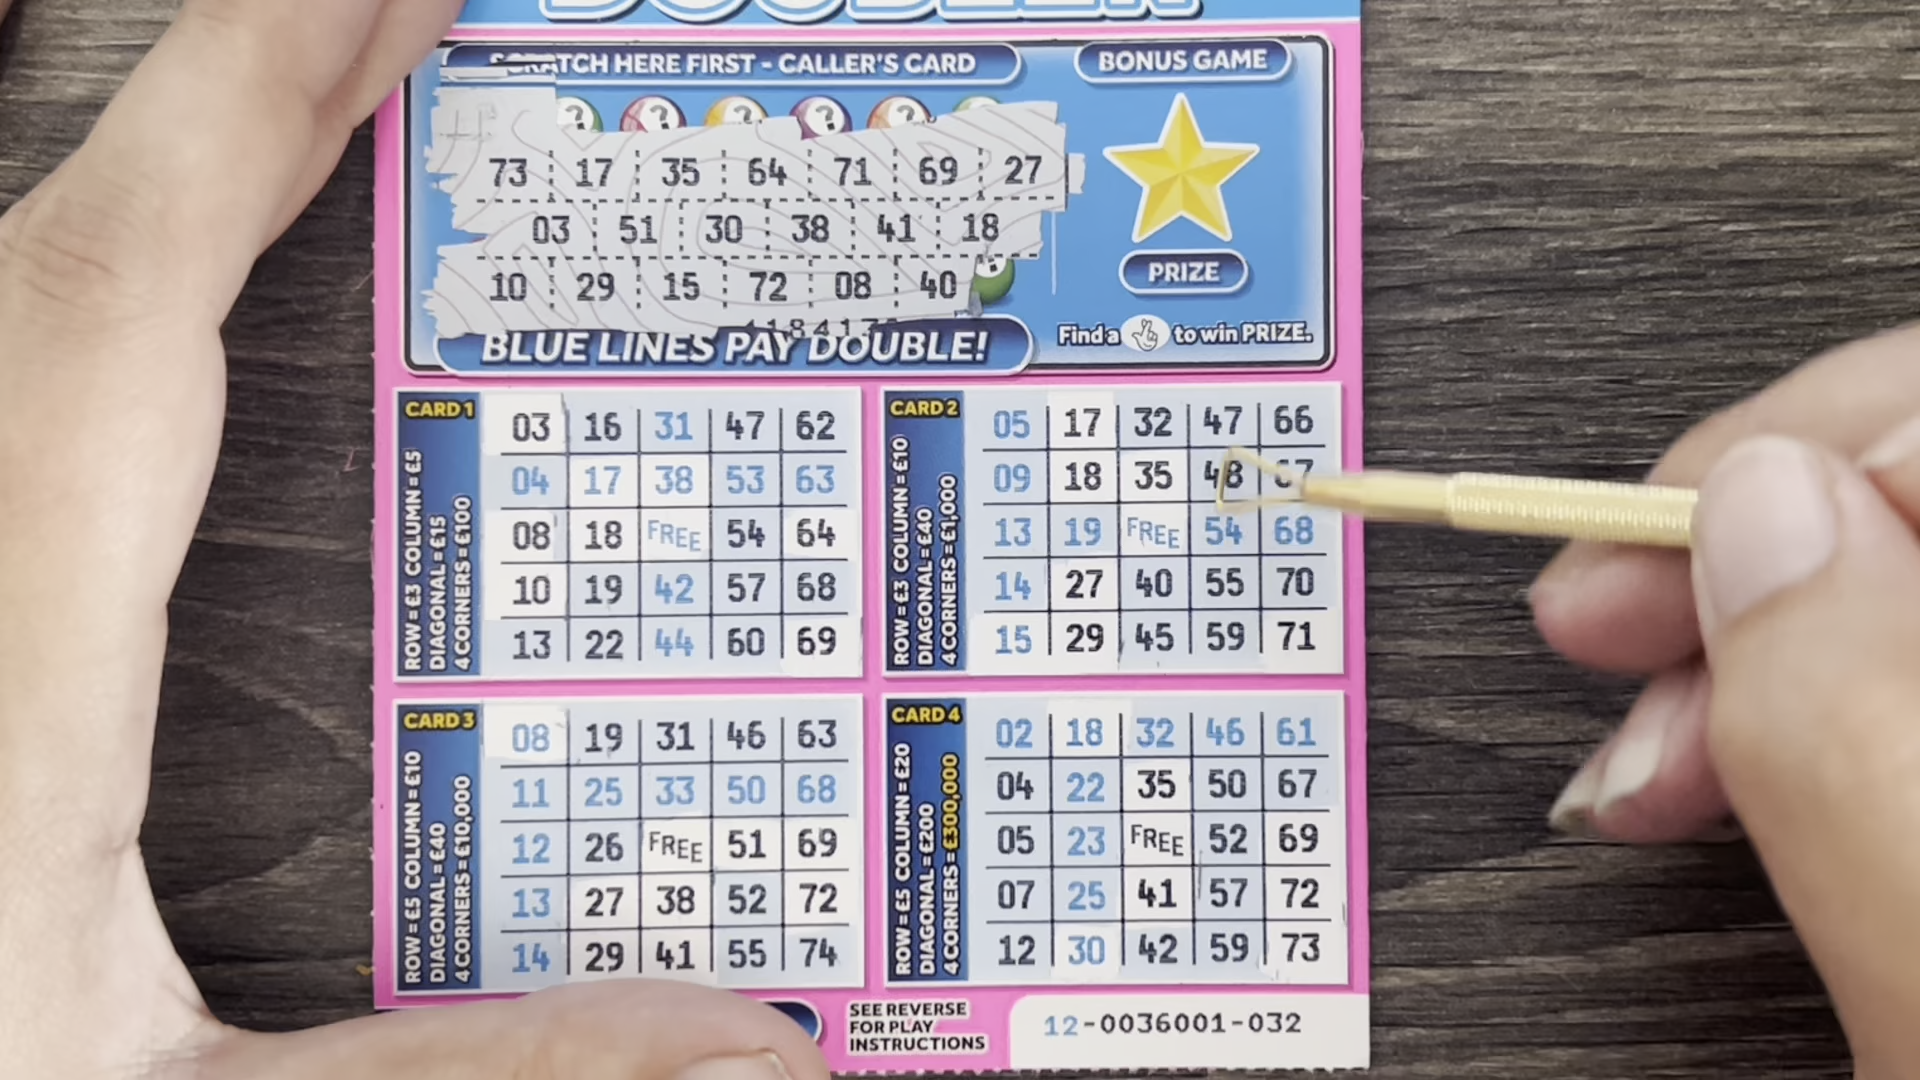 SCRATCH HERE FIRST - CALLER'S CARD
BONUS GAME
73 17 35 64 71 69 27
03 51 30 38 41 18
10 29 15 72 08 40
BLUE LINES PAY DOUBLE!
PRIZE
Find a to win PRIZE.
CARD 1
ROW = £3 COLUMN = £5
DIAGONAL = £15
4 CORNERS = £100
03 16 31 47 62
04 17 38 53 63
08 18 FREE 54 64
10 19 42 57 68
13 22 44 60 69
CARD 2
ROW = £3 COLUMN = £10
DIAGONAL = £40
4 CORNERS = £1,000
05 17 32 47 66
09 18 35 48 67
13 19 FREE 54 68
14 27 40 55 70
15 29 45 59 71
CARD 3
ROW = £5 COLUMN = £10
DIAGONAL = £40
4 CORNERS = £10,000
08 19 31 46 63
11 25 33 50 68
12 26 FREE 51 69
13 27 38 52 72
14 29 41 55 74
CARD 4
ROW = £5 COLUMN = £20
DIAGONAL = £200
4 CORNERS = £300,000
02 18 32 46 61
04 22 35 50 67
05 23 FREE 52 69
07 25 41 57 72
12 30 42 59 73
SEE REVERSE
FOR PLAY
INSTRUCTIONS
12-0036001-032